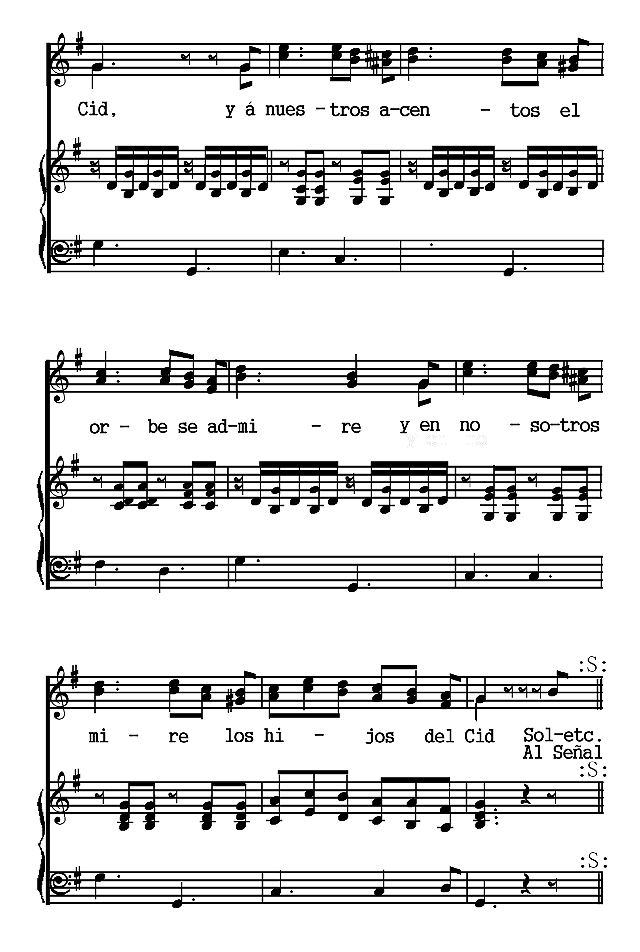 Cid, y á nues - tros a-cen - tos el
or - be se ad-mi - re y en no - so-tros
:S:
mi - re los hi - jos del Cid Sol-etc.
Al Señal
:S:
:S: